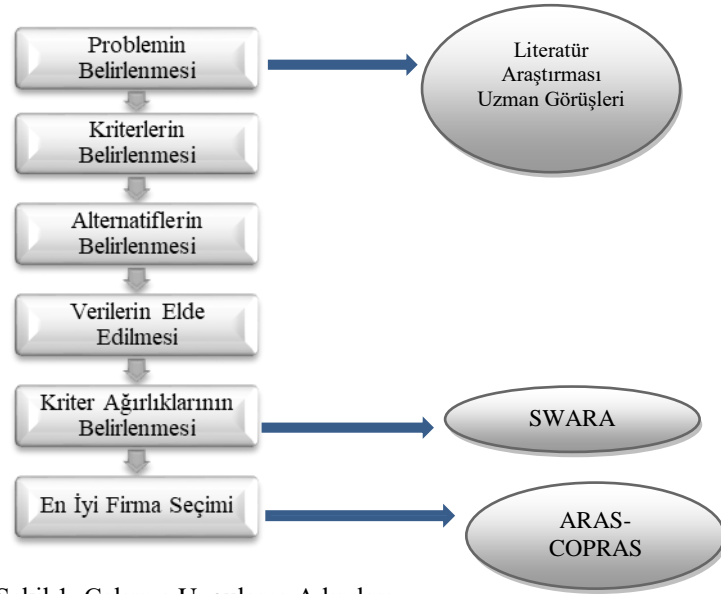 Problemin
Belirlenmesi
Literatür
Araştırması
Uzman Görüşleri
Kriterlerin
Belirlenmesi
Alternatiflerin
Belirlenmesi
Verilerin Elde
Edilmesi
Kriter Ağırlıklarının
Belirlenmesi
SWARA
En İyi Firma Seçimi
ARAS-
COPRAS